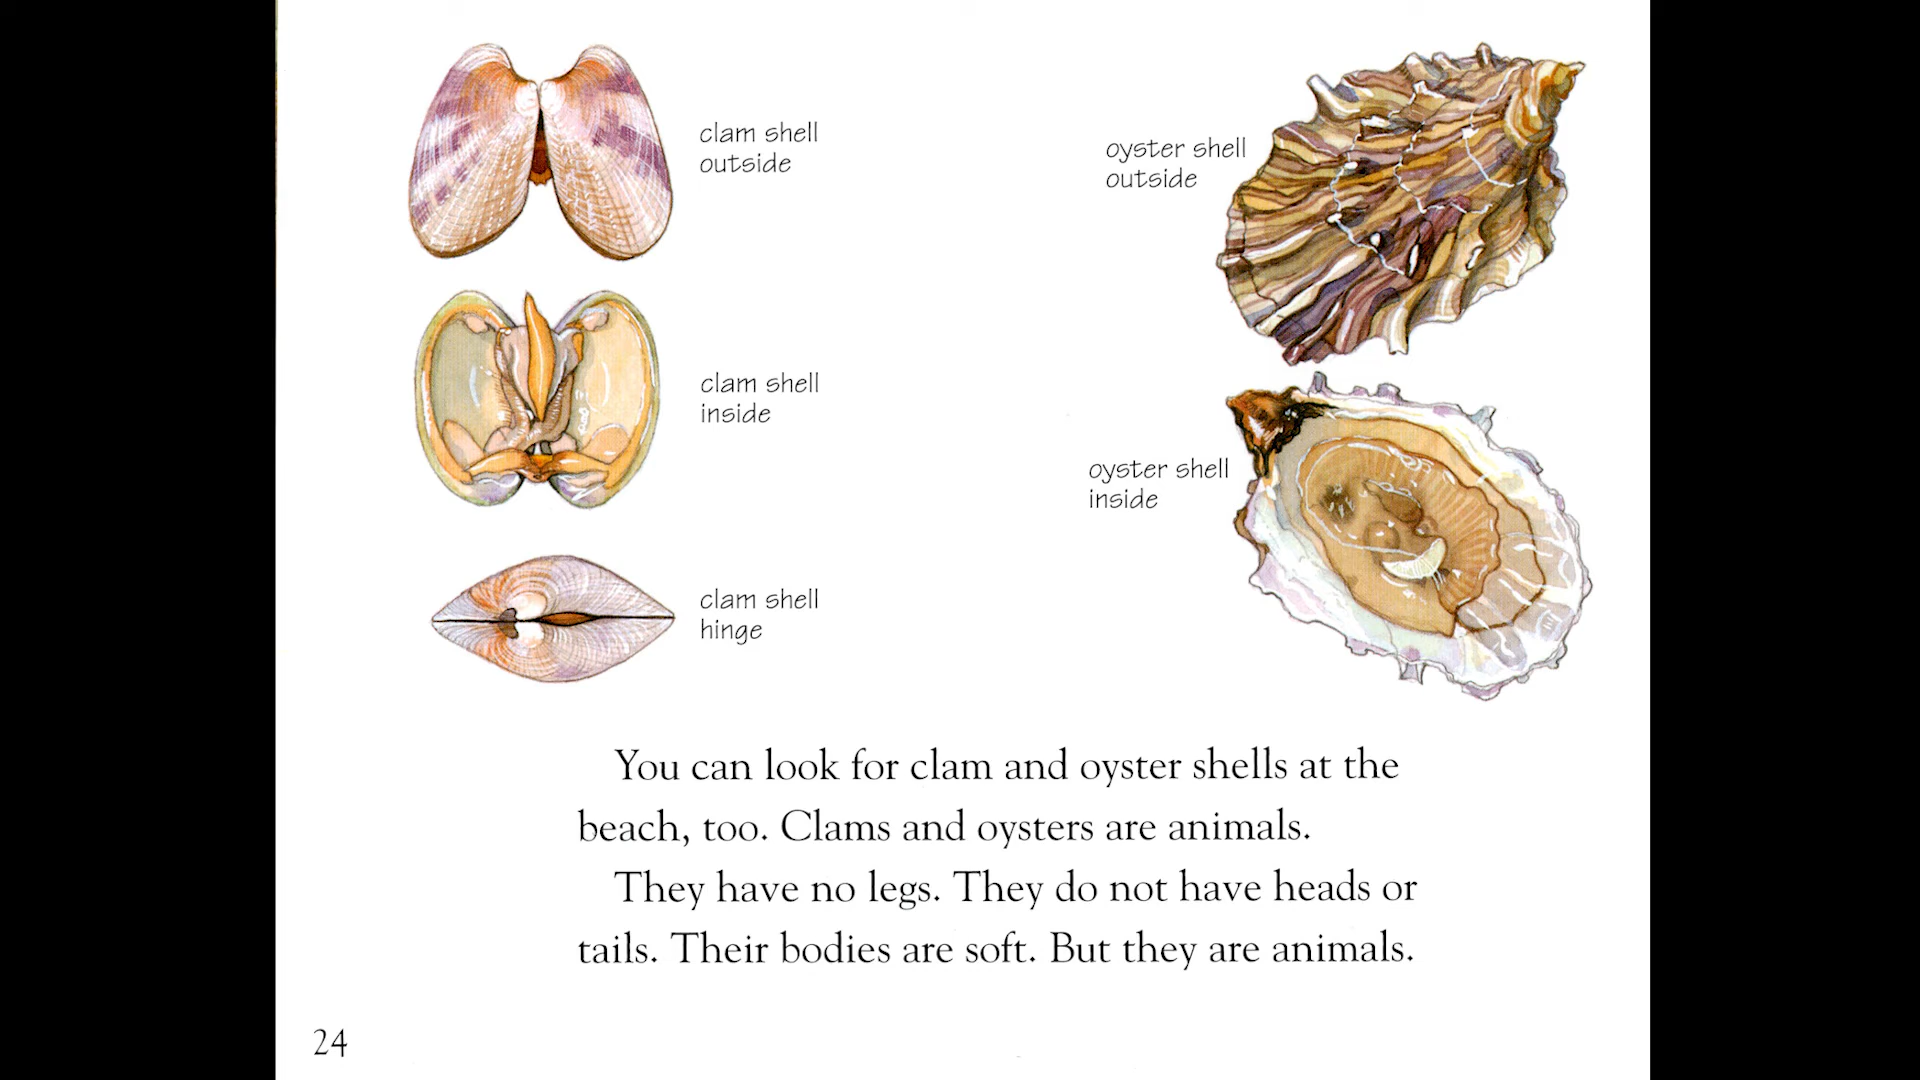 clam shell
outside
oyster shell
outside
clam shell
inside
oyster shell
inside
clam shell
hinge
You can look for clam and oyster shells at the
beach, too. Clams and oysters are animals.
They have no legs. They do not have heads or
tails. Their bodies are soft. But they are animals.
24